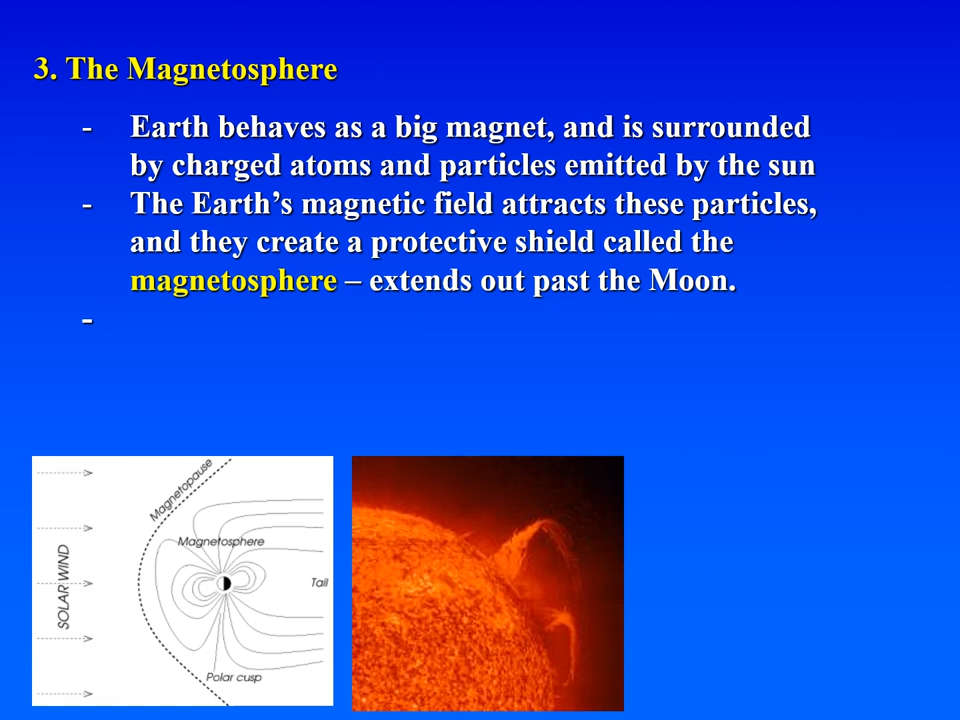 3. The Magnetosphere
- Earth behaves as a big magnet, and is surrounded
by charged atoms and particles emitted by the sun
- The Earth’s magnetic field attracts these particles,
and they create a protective shield called the
magnetosphere – extends out past the Moon.
-
Magnetopause
Magnetosphere
SOLAR WIND
Tail
Polar cusp